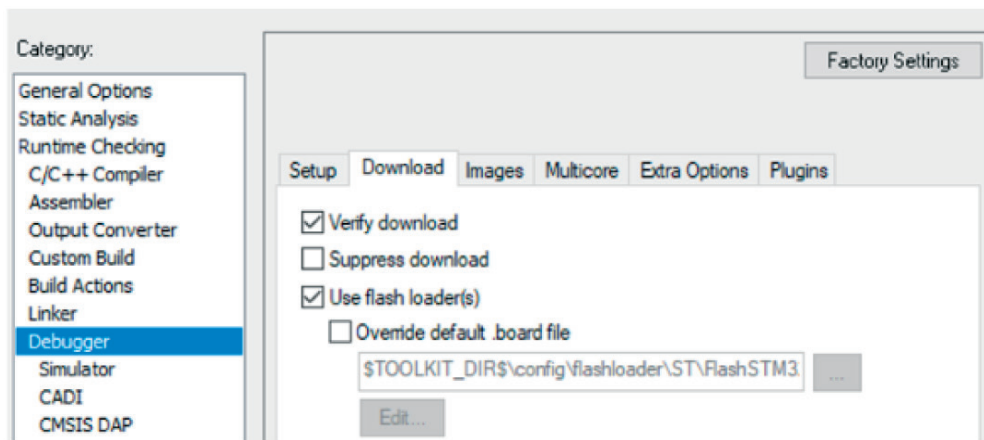 Category:
General Options
Static Analysis
Runtime Checking
C/C++ Compiler
Assembler
Output Converter
Custom Build
Build Actions
Linker
Debugger
Simulator
CADI
CMSIS DAP
Factory Settings
Setup Download Images Multicore Extra Options Plugins
Verify download
Suppress download
Use flash loader(s)
Override default .board file
$TOOLKIT_DIR$\config\flashloader\ST\FlashSTM3 ...
Edit...